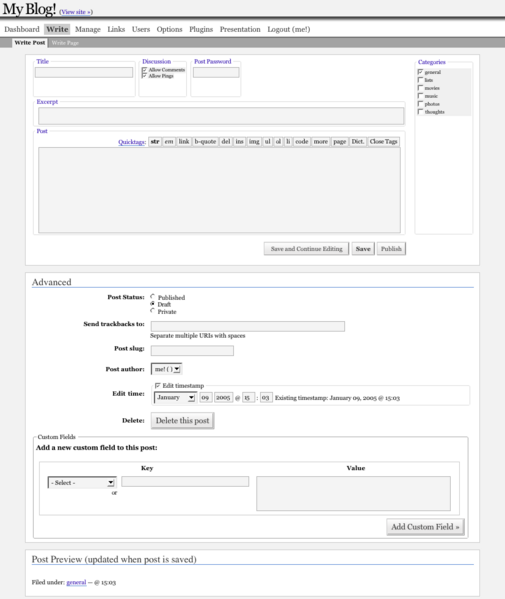 My Blog! (View site »)
Dashboard Write Manage Links Users Options Plugins Presentation Logout (me!)
Write Post Write Page
Title Discussion Post Password Categories
Allow Comments
Allow Pings
general
lists
movies
music
photos
thoughts
Excerpt
Post
Quicktags: str em link b-quote del ins img ul ol li code more page Dict. Close Tags
Save and Continue Editing Save Publish
Advanced
Post Status: Published
Draft
Private
Send trackbacks to:
Separate multiple URIs with spaces
Post slug:
Post author: me! ( )
Edit timestamp
Edit time: January 09 2005 @ 15 : 03 Existing timestamp: January 09, 2005 @ 15:03
Delete: Delete this post
Custom Fields
Add a new custom field to this post:
Key Value
- Select -
or
Add Custom Field »
Post Preview (updated when post is saved)
Filed under: general — @ 15:03